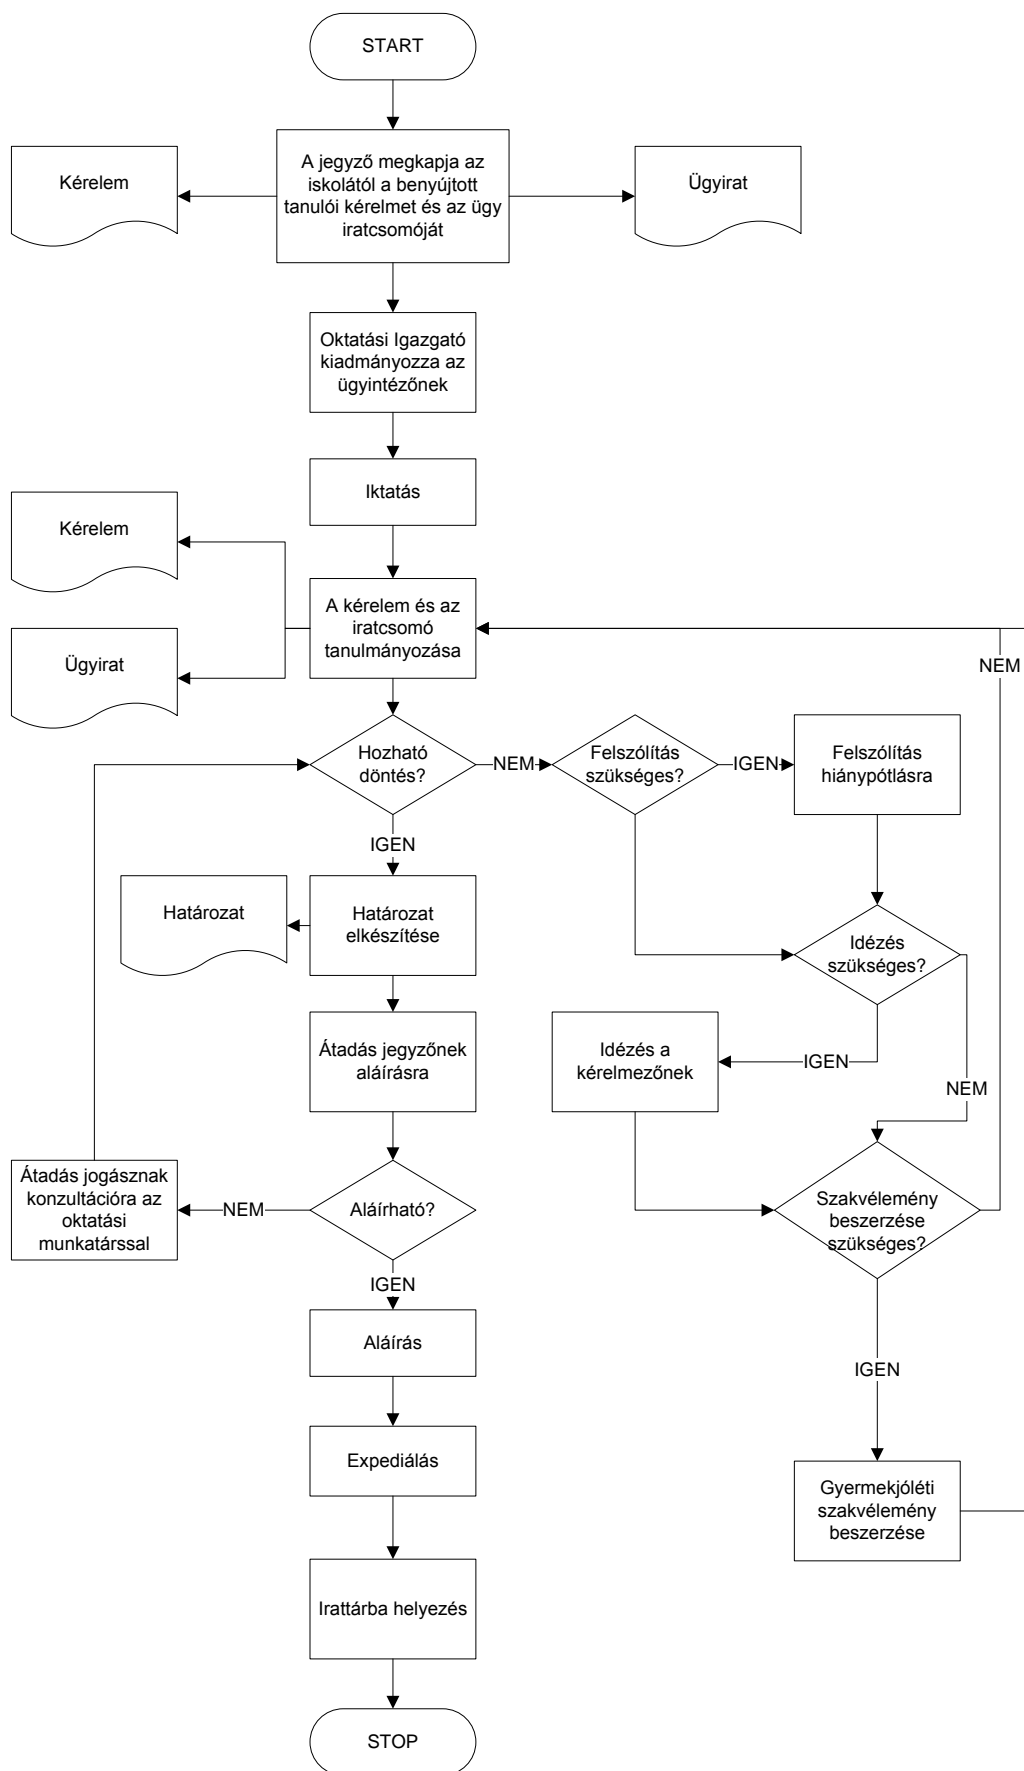 START
Kérelem
A jegyző megkapja az
iskolától a benyújtott
tanulói kérelmet és az ügy
iratcsomóját
Ügyirat
Oktatási Igazgató
kiadmányozza az
ügyintézőnek
Iktatás
Kérelem
A kérelem és az
iratcsomó
tanulmányozása
Ügyirat
NEM
Hozható
döntés?
NEM
Felszólítás
szükséges?
IGEN
Felszólítás
hiánypótlásra
IGEN
Határozat
Határozat
elkészítése
Idézés
szükséges?
Átadás jegyzőnek
aláírásra
Idézés a
kérelmezőnek
IGEN
NEM
Átadás jogásznak
konzultációra az
oktatási
munkatárssal
NEM
Aláírható?
Szakvélemény
beszerzése
szükséges?
IGEN
Aláírás
IGEN
Expediálás
Gyermekjóléti
szakvélemény
beszerzése
Irattárba helyezés
STOP